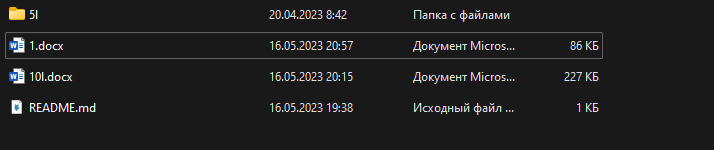 5l 20.04.2023 8:42 Папка с файлами
1.docx 16.05.2023 20:57 Документ Micros... 86 КБ
10l.docx 16.05.2023 20:15 Документ Micros... 227 КБ
README.md 16.05.2023 19:38 Исходный файл ... 1 КБ